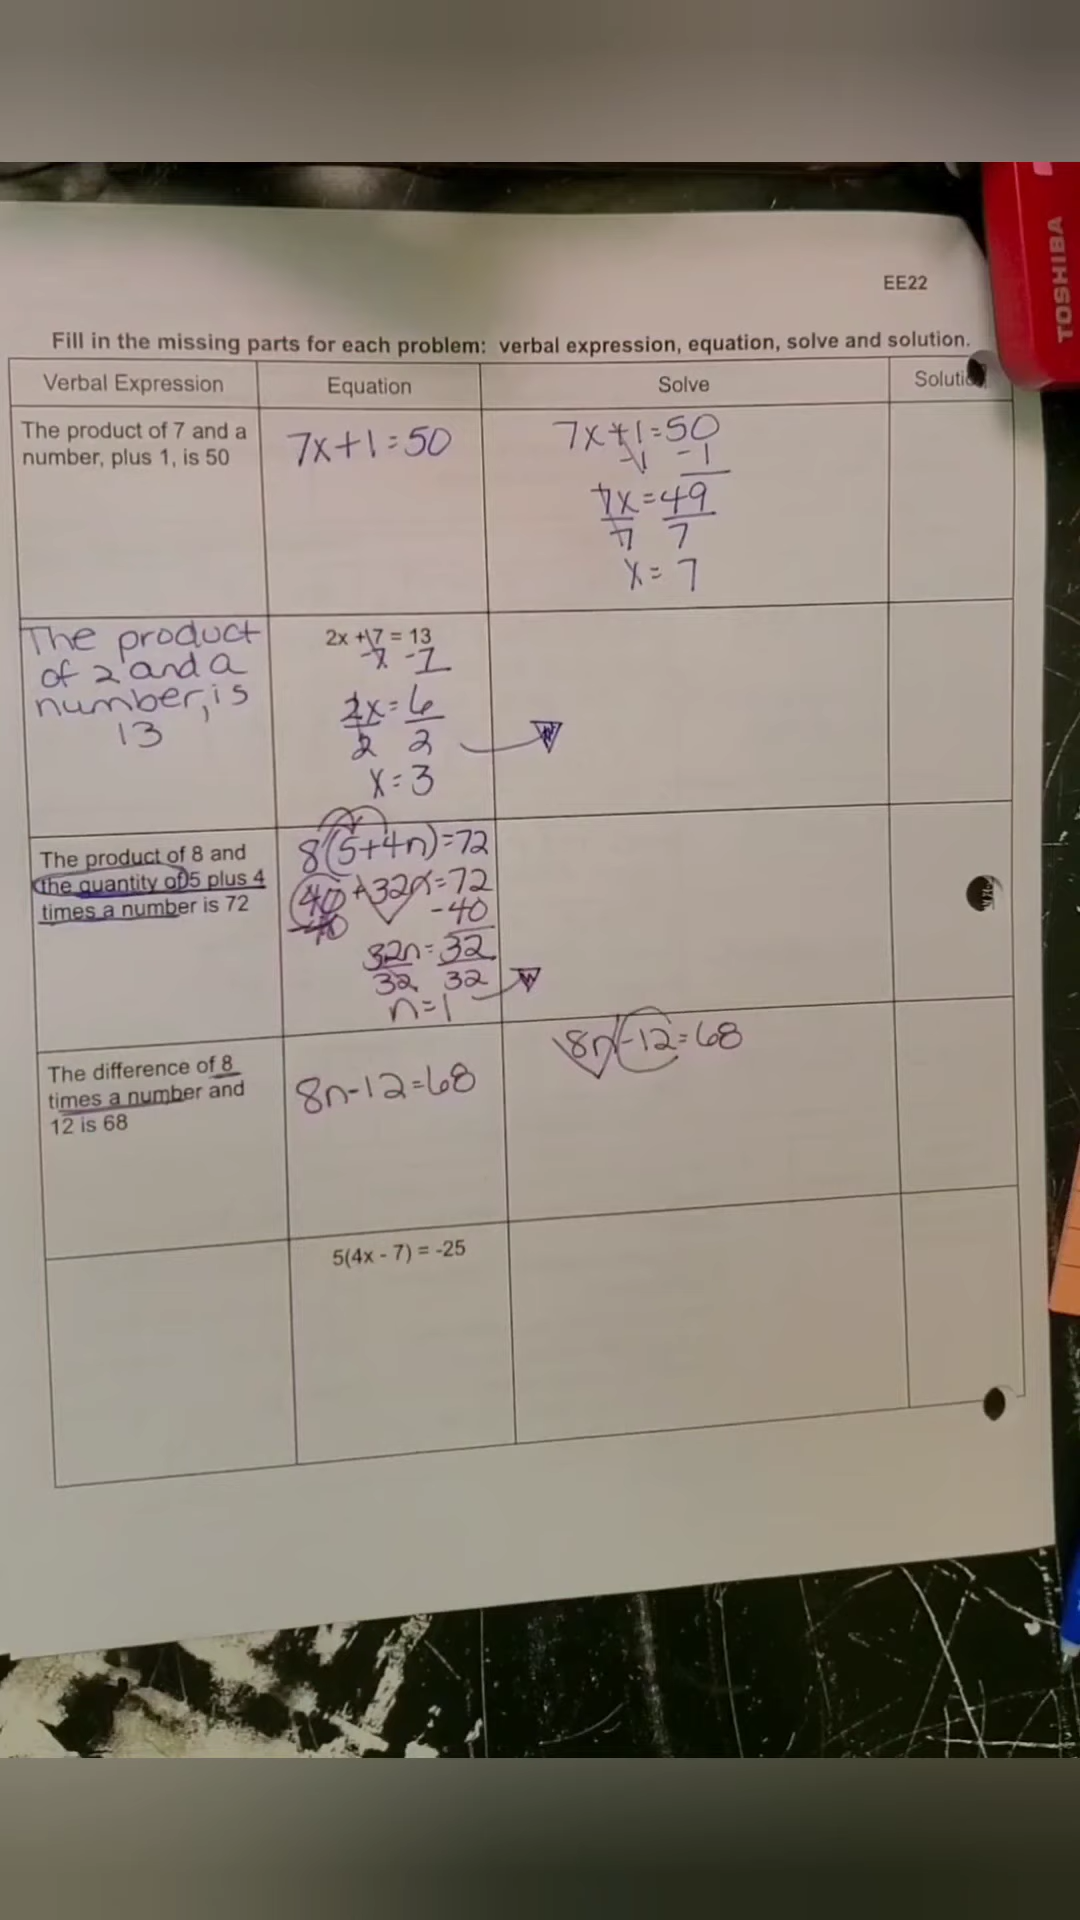 TOSHIBA
EE22
Fill in the missing parts for each problem: verbal expression, equation, solve and solution.
Verbal Expression
Equation
Solve
The product of 7 and a
number, plus 1, is 50
7x+1=50
7x+1=50
-1 -1
7x=49
7 7
x=7
The product
of 2 and a
number, is
13
2x + 7 = 13
-7 -7
2x=6
2 2
x=3
The product of 8 and
the quantity of 5 plus 4
times a number is 72
8(5+4n)=72
40+32n=72
-40 -40
32n=32
32 32
n=1
The difference of 8
times a number and
12 is 68
8n-12=68
8n-12=68
5(4x - 7) = -25